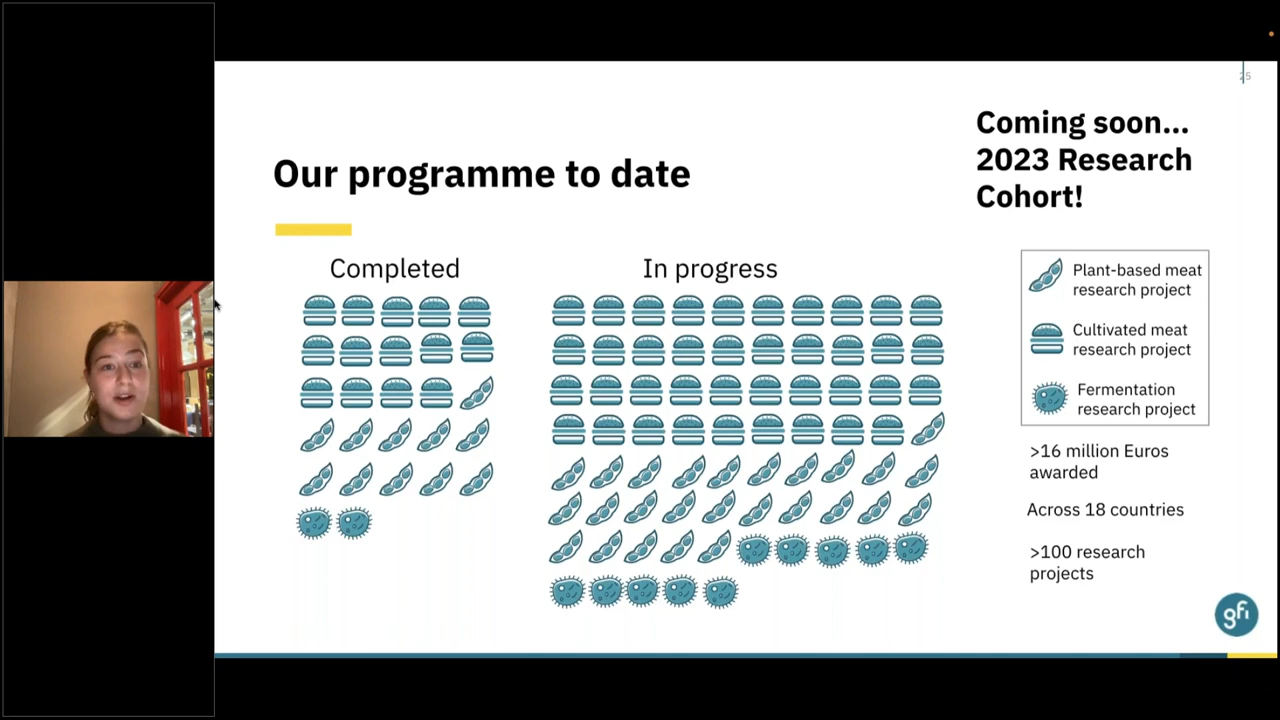 25
Coming soon...
2023 Research
Cohort!
Our programme to date
Completed
In progress
Plant-based meat
research project
Cultivated meat
research project
Fermentation
research project
>16 million Euros
awarded
Across 18 countries
>100 research
projects
gfi